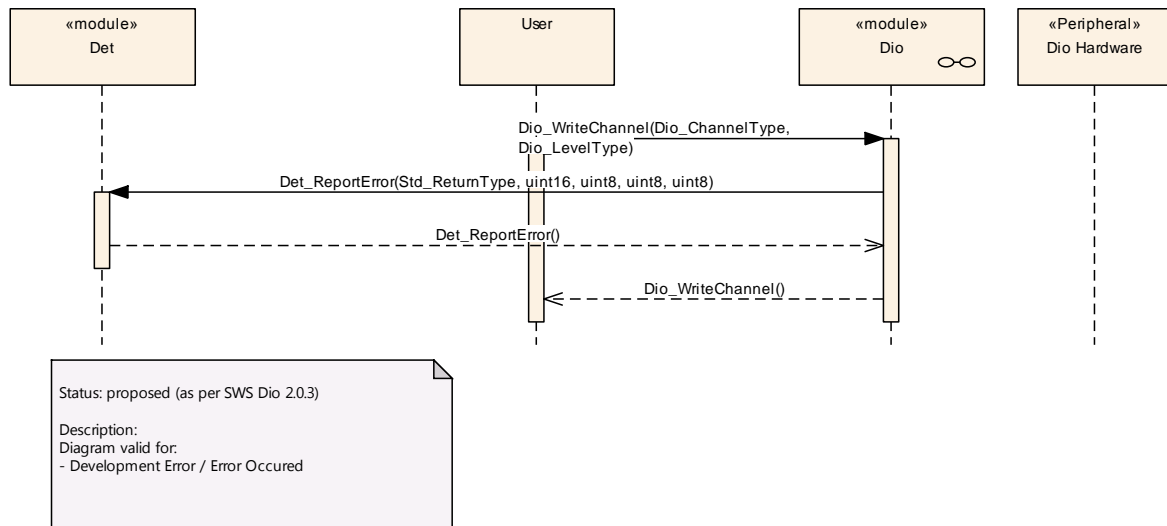 «module»
Det
User
«module»
Dio
«Peripheral»
Dio Hardware
Dio_WriteChannel(Dio_ChannelType,
Dio_LevelType)
Det_ReportError(Std_ReturnType, uint16, uint8, uint8, uint8)
Det_ReportError()
Dio_WriteChannel()
Status: proposed (as per SWS Dio 2.0.3)
Description:
Diagram valid for:
- Development Error / Error Occured